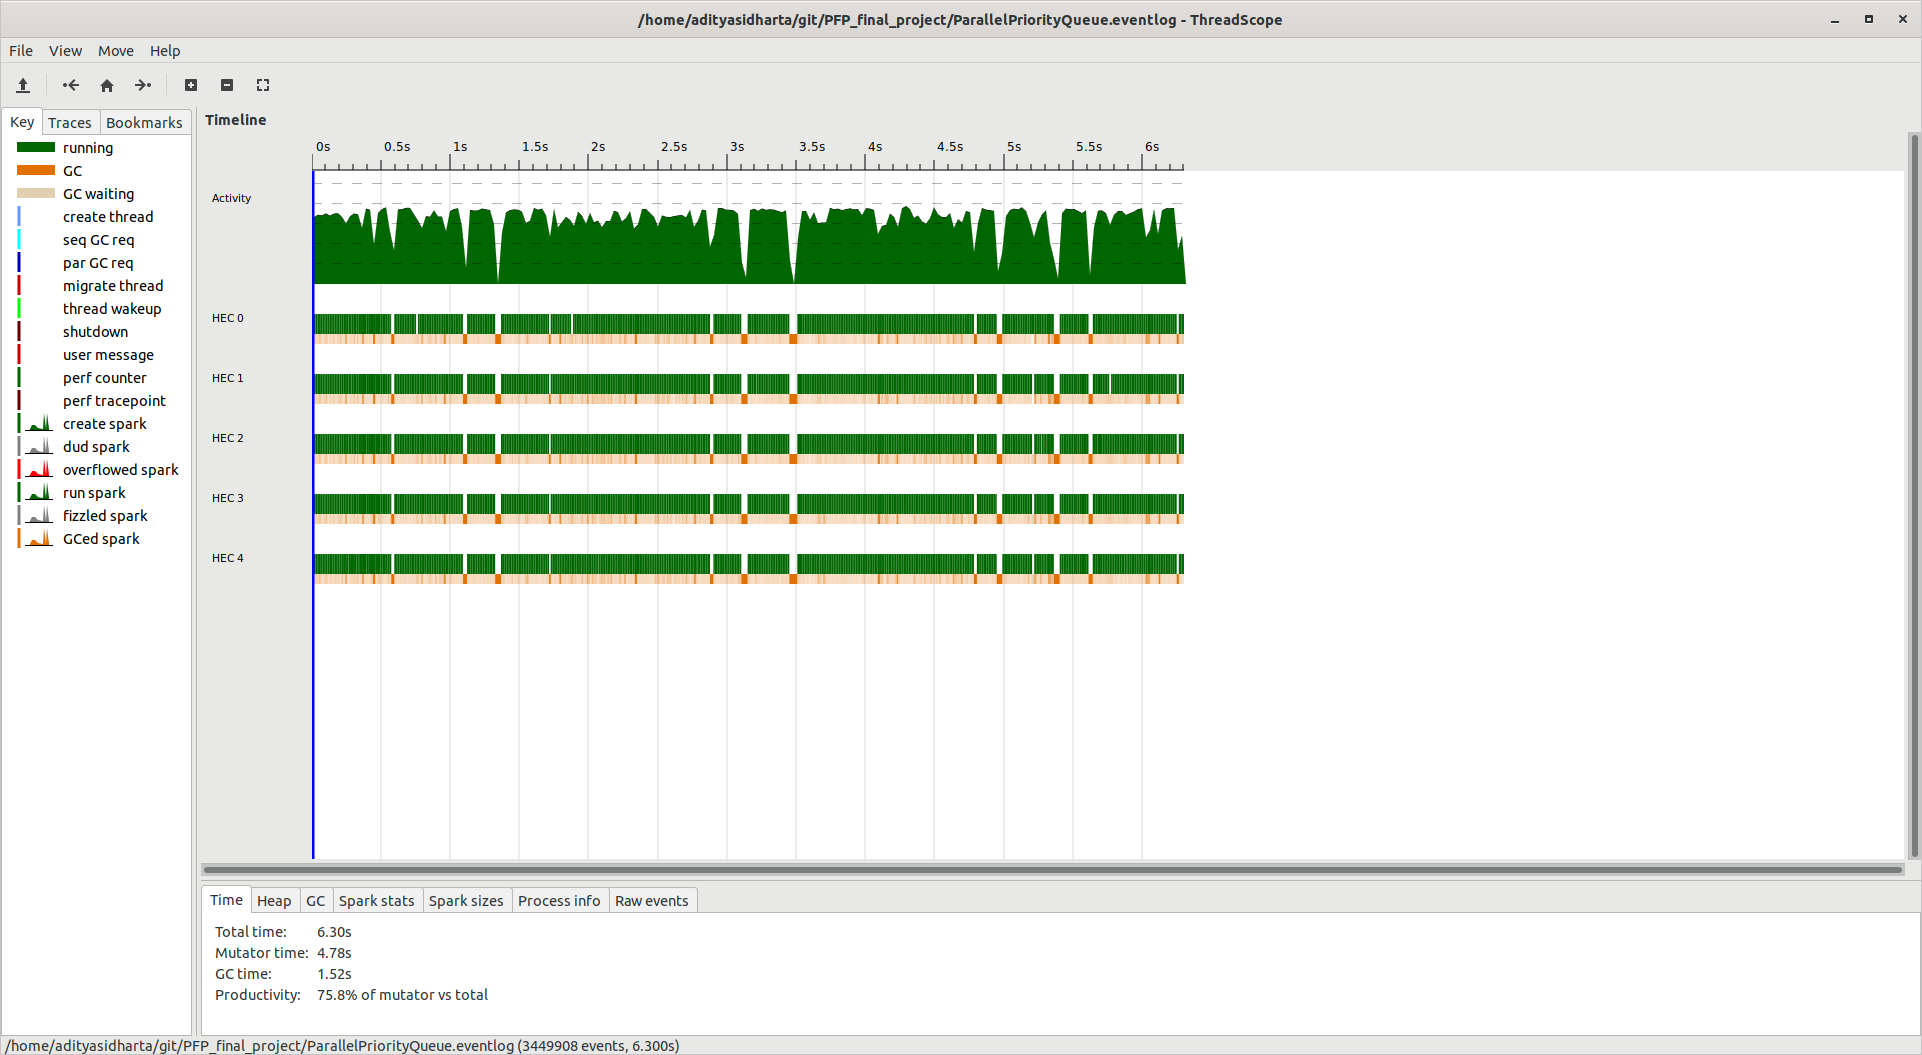 /home/adityasidharta/git/PFP_final_project/ParallelPriorityQueue.eventlog - ThreadScope
File View Move Help
Key Traces Bookmarks
running
GC
GC waiting
create thread
seq GC req
par GC req
migrate thread
thread wakeup
shutdown
user message
perf counter
perf tracepoint
create spark
dud spark
overflowed spark
run spark
fizzled spark
GCed spark
Timeline
0s 0.5s 1s 1.5s 2s 2.5s 3s 3.5s 4s 4.5s 5s 5.5s 6s
Activity
HEC 0
HEC 1
HEC 2
HEC 3
HEC 4
Time Heap GC Spark stats Spark sizes Process info Raw events
Total time: 6.30s
Mutator time: 4.78s
GC time: 1.52s
Productivity: 75.8% of mutator vs total
/home/adityasidharta/git/PFP_final_project/ParallelPriorityQueue.eventlog (3449908 events, 6.300s)